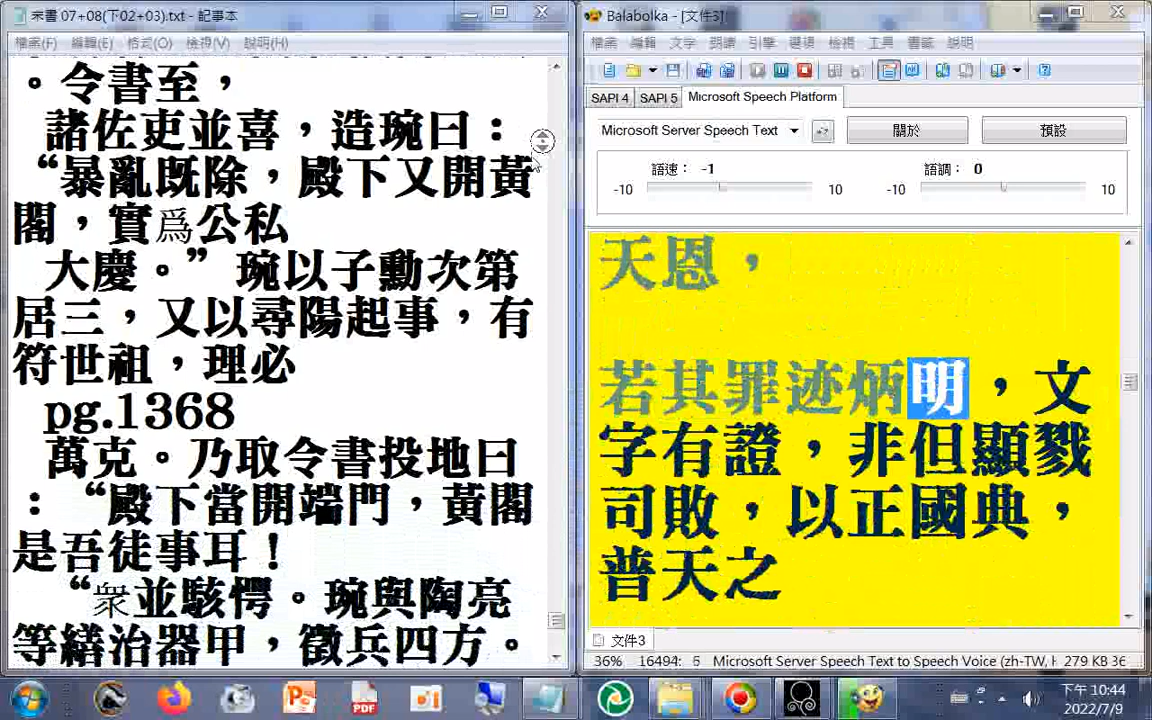 宋書07+08(下02+03).txt - 記事本
檔案(F) 編輯(E) 格式(O) 檢視(V) 說明(H)
。令書至，
諸佐吏並喜，造琬曰：
“暴亂既除，殿下又開黃
閣，實爲公私
大慶。” 琬以子勳次第
居三，又以尋陽起事，有
符世祖，理必
pg.1368
萬克。乃取令書投地曰
：“殿下當開端門，黃閣
是吾徒事耳！
“衆並駭愕。琬與陶亮
等繕治器甲，徵兵四方。
Balabolka - [文件3]
檔案 編輯 文字 朗讀 引擎 選項 檢視 工具 書籤 說明
SAPI 4 SAPI 5 Microsoft Speech Platform
Microsoft Server Speech Text
關於
預設
語速： -1
語調： 0
-10 10 -10 10
天恩，
若其罪迹炳明，文
字有證，非但顯戮
司敗，以正國典，
普天之
文件3
36% 16494: 5 Microsoft Server Speech Text to Speech Voice (zh-TW, 279 KB
下午 10:44
2022/7/9